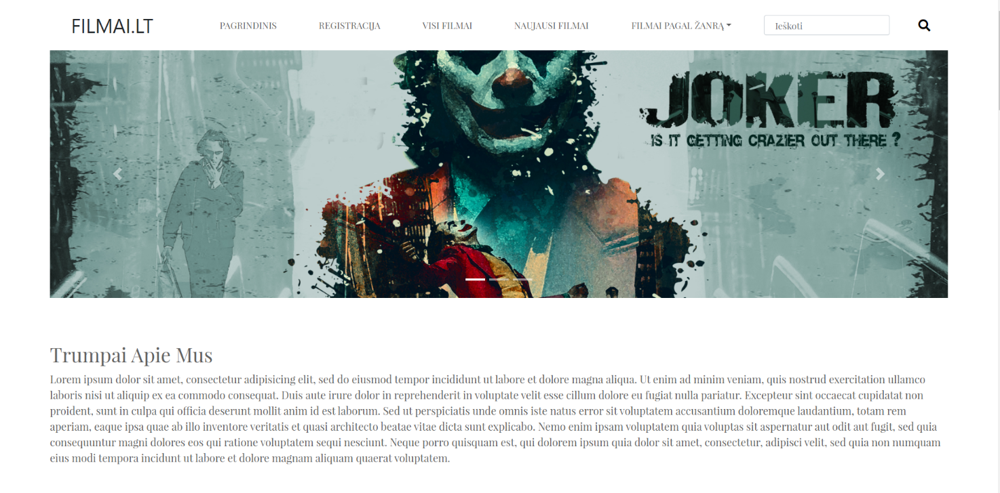 FILMAI.LT
PAGRINDINIS
REGISTRACIJA
VISI FILMAI
NAUJAUSI FILMAI
FILMAI PAGAL ŽANRĄ
Ieškoti
JOKER
IS IT GETTING CRAZIER OUT THERE ?
Trumpai Apie Mus
Lorem ipsum dolor sit amet, consectetur adipisicing elit, sed do eiusmod tempor incididunt ut labore et dolore magna aliqua. Ut enim ad minim veniam, quis nostrud exercitation ullamco
laboris nisi ut aliquip ex ea commodo consequat. Duis aute irure dolor in reprehenderit in voluptate velit esse cillum dolore eu fugiat nulla pariatur. Excepteur sint occaecat cupidatat non
proident, sunt in culpa qui officia deserunt mollit anim id est laborum. Sed ut perspiciatis unde omnis iste natus error sit voluptatem accusantium doloremque laudantium, totam rem
aperiam, eaque ipsa quae ab illo inventore veritatis et quasi architecto beatae vitae dicta sunt explicabo. Nemo enim ipsam voluptatem quia voluptas sit aspernatur aut odit aut fugit, sed quia
consequuntur magni dolores eos qui ratione voluptatem sequi nesciunt. Neque porro quisquam est, qui dolorem ipsum quia dolor sit amet, consectetur, adipisci velit, sed quia non numquam
eius modi tempora incidunt ut labore et dolore magnam aliquam quaerat voluptatem.